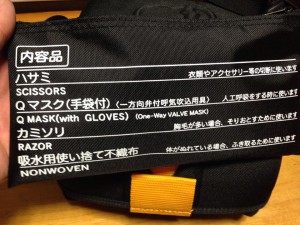 内容品
ハサミ 衣類やアクセサリー等の切断に使います
SCISSORS
Qマスク(手袋付) (一方向弁付呼気吹込用具) 人工呼吸をする時に使います
Q MASK(with GLOVES) (One-Way VALVE MASK)
カミソリ 胸毛が多い場合、そりおとすために使います
RAZOR
吸水用使い捨て不織布 体がぬれている場合、ふき取るために使います
NONWOVEN